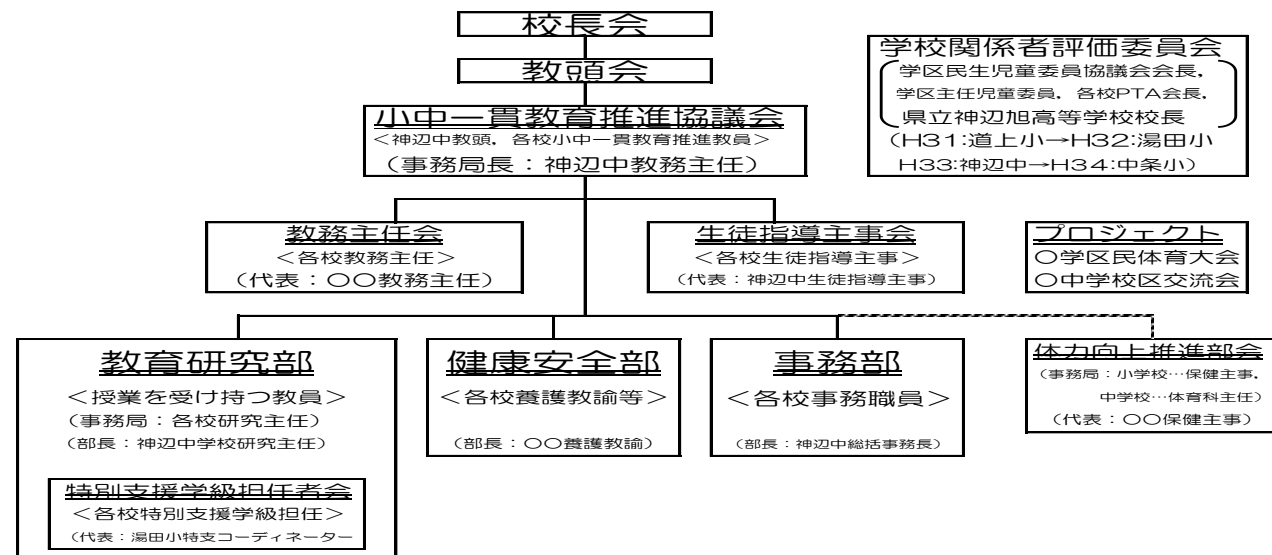 校長会
教頭会
小中一貫教育推進協議会
＜神辺中教頭，各校小中一貫教育推進教員＞
（事務局長：神辺中教務主任）
学校関係者評価委員会
学区民生児童委員協議会会長，
学区主任児童委員，各校PTA会長，
県立神辺旭高等学校校長
（H31:道上小→H32:湯田小
H33:神辺中→H34:中条小）
教務主任会
＜各校教務主任＞
（代表：〇〇教務主任）
生徒指導主事会
＜各校生徒指導主事＞
（代表：神辺中生徒指導主事）
プロジェクト
〇学区民体育大会
〇中学校区交流会
教育研究部
＜授業を受け持つ教員＞
（事務局：各校研究主任）
（部長：神辺中学校研究主任）
特別支援学級担任者会
＜各校特別支援学級担任＞
（代表：湯田小特支コーディネーター
健康安全部
＜各校養護教諭等＞
（部長：〇〇養護教諭）
事務部
＜各校事務職員＞
（部長：神辺中総括事務長）
体力向上推進部会
（事務局：小学校…保健主事，
中学校…体育科主任）
（代表：〇〇保健主事）